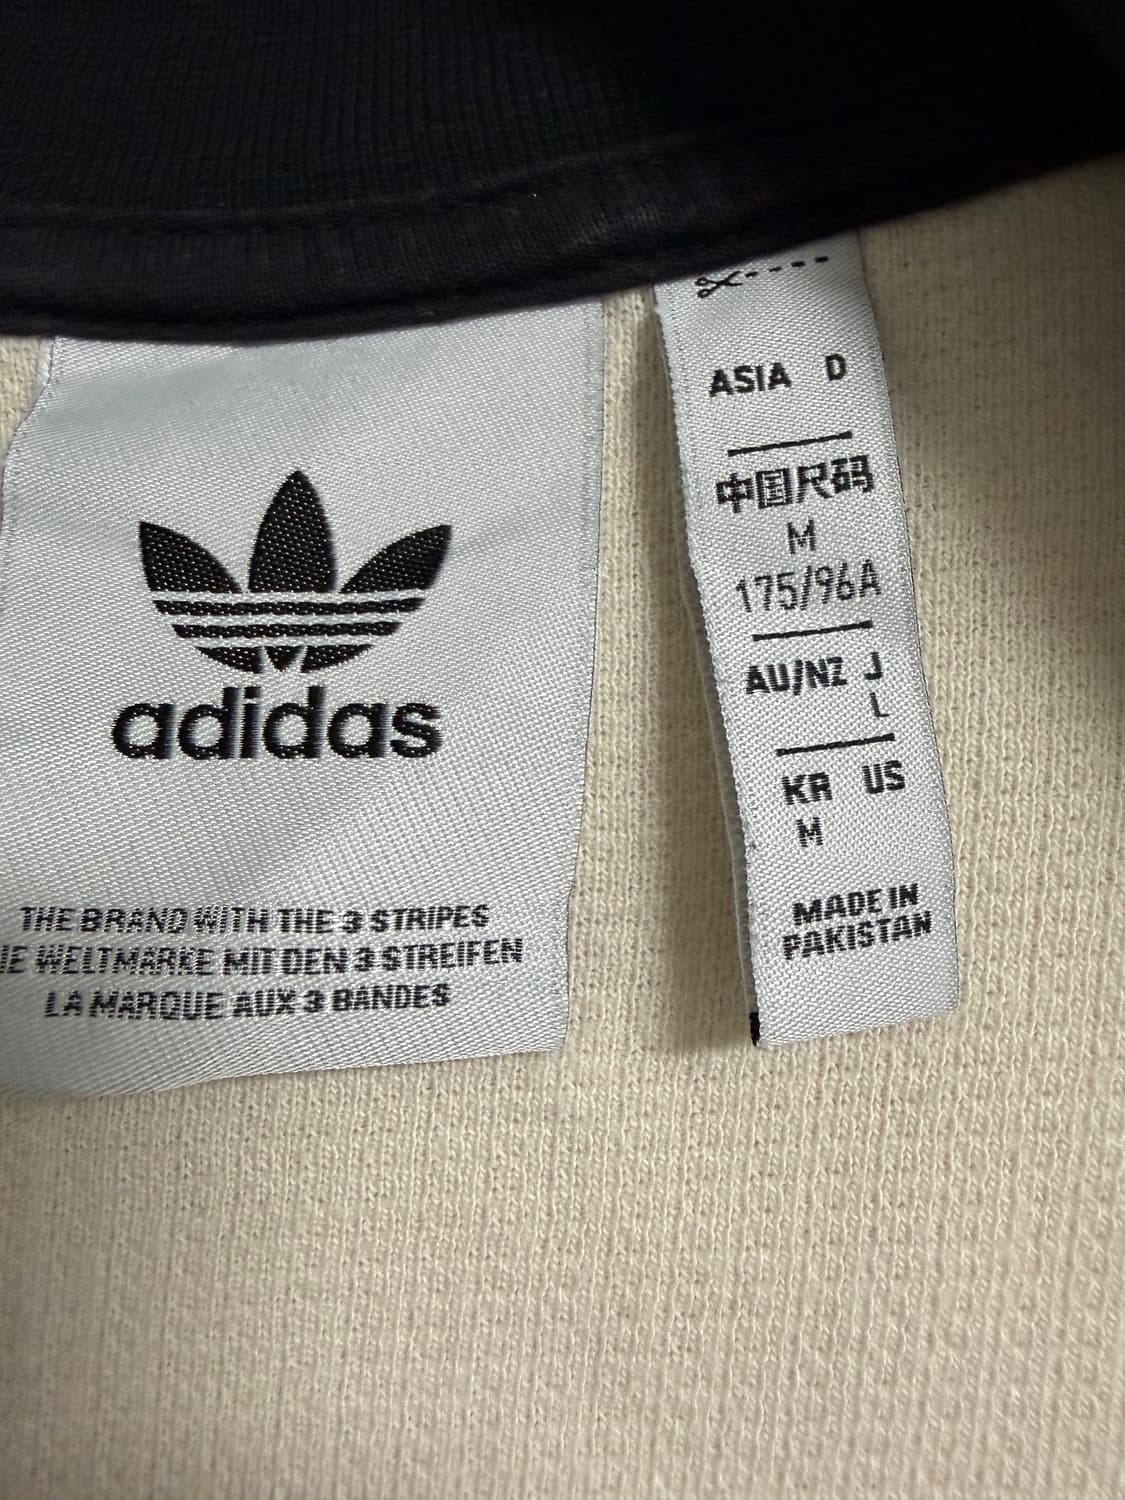 adidas
THE BRAND WITH THE 3 STRIPES
IE WELTMARKE MIT DEN 3 STREIFEN
LA MARQUE AUX 3 BANDES
ASIA D
中国尺码
M
175/96A
AU/NZ J
L
KR US
M
MADE IN
PAKISTAN